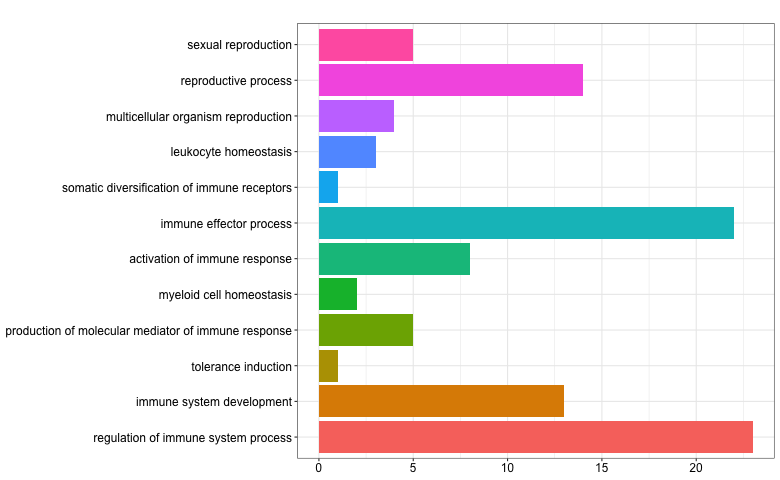 sexual reproduction
reproductive process
multicellular organism reproduction
leukocyte homeostasis
somatic diversification of immune receptors
immune effector process
activation of immune response
myeloid cell homeostasis
production of molecular mediator of immune response
tolerance induction
immune system development
regulation of immune system process
0 5 10 15 20